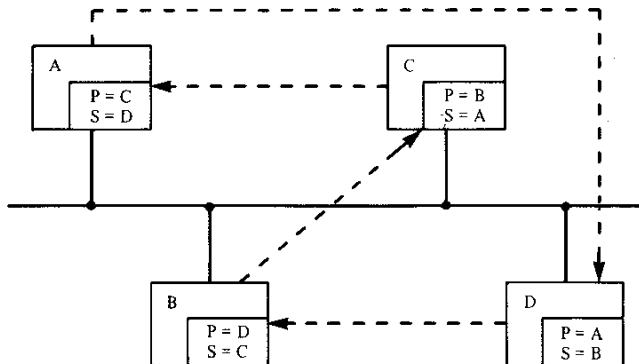 A
P = C
S = D
C
P = B
S = A
B
P = D
S = C
D
P = A
S = B